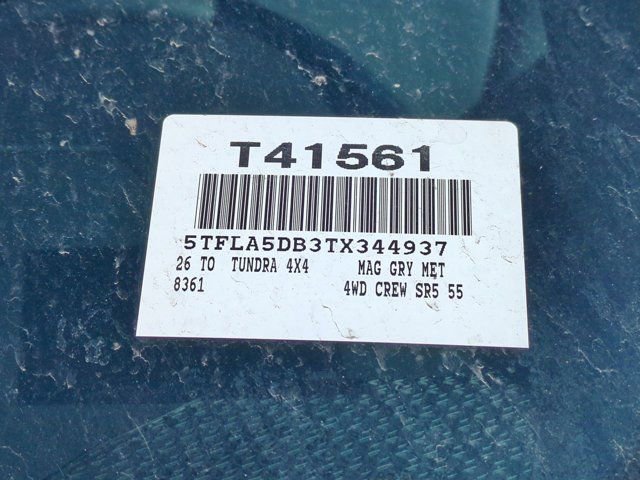 T41561
5TFLA5DB3TX344937
26 TO TUNDRA 4X4 MAG GRY MET
8361 4WD CREW SR5 55